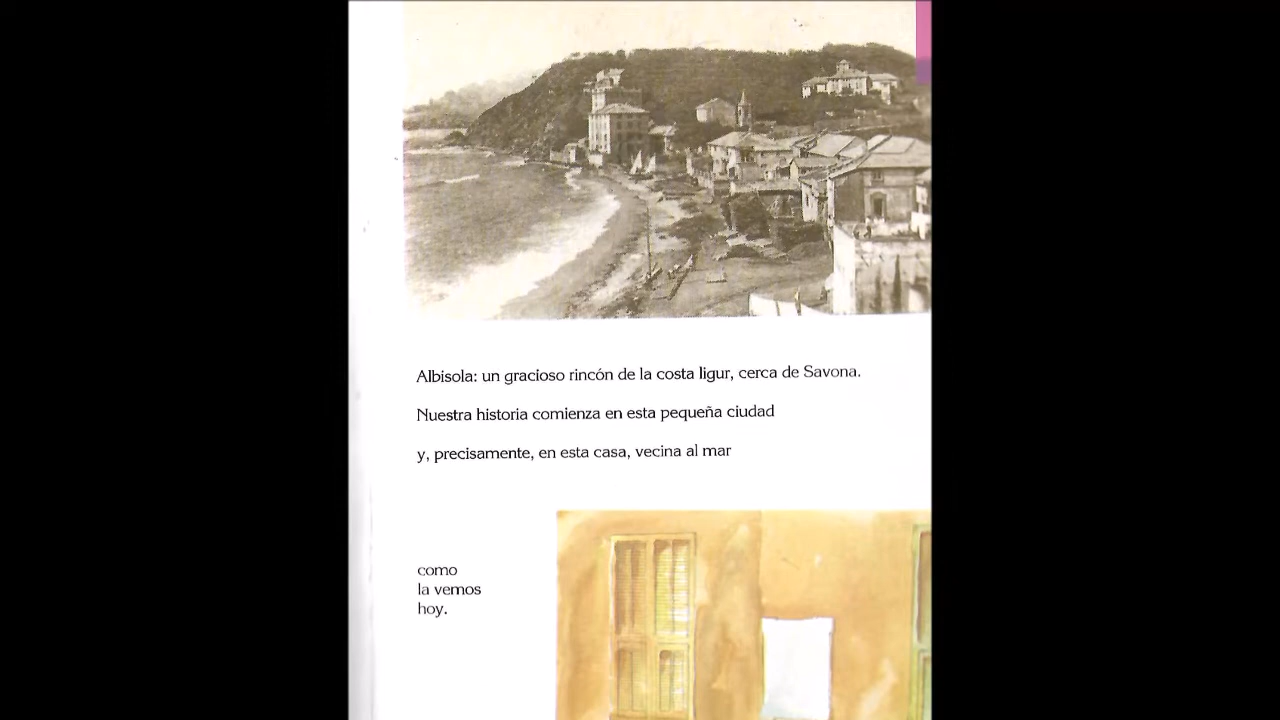 Albisola: un gracioso rincón de la costa ligur, cerca de Savona.
Nuestra historia comienza en esta pequeña ciudad
y, precisamente, en esta casa, vecina al mar
como
la vemos
hoy.